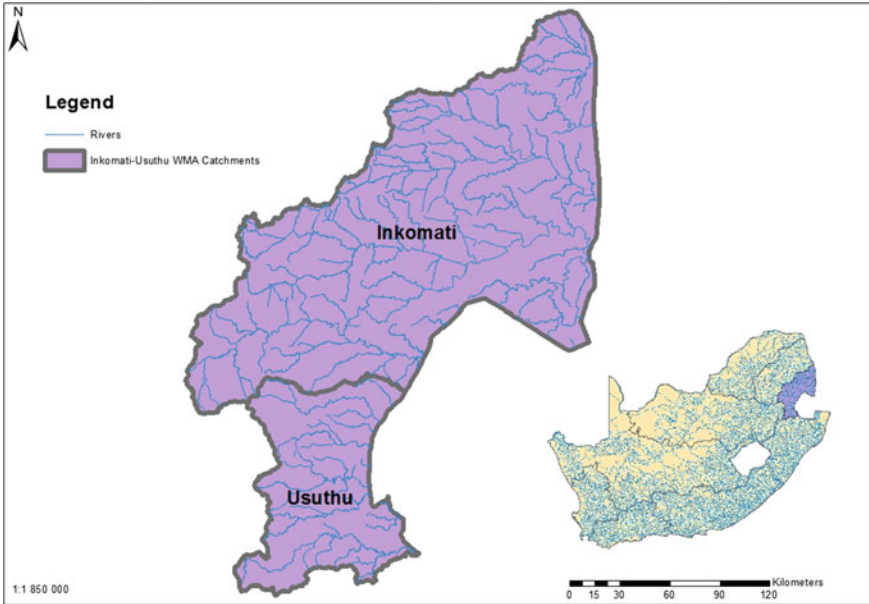 N
Legend
Rivers
Inkomati-Usuthu WMA Catchments
Inkomati
Usuthu
1:1 850 000
Kilometers
0 15 30 60 90 120